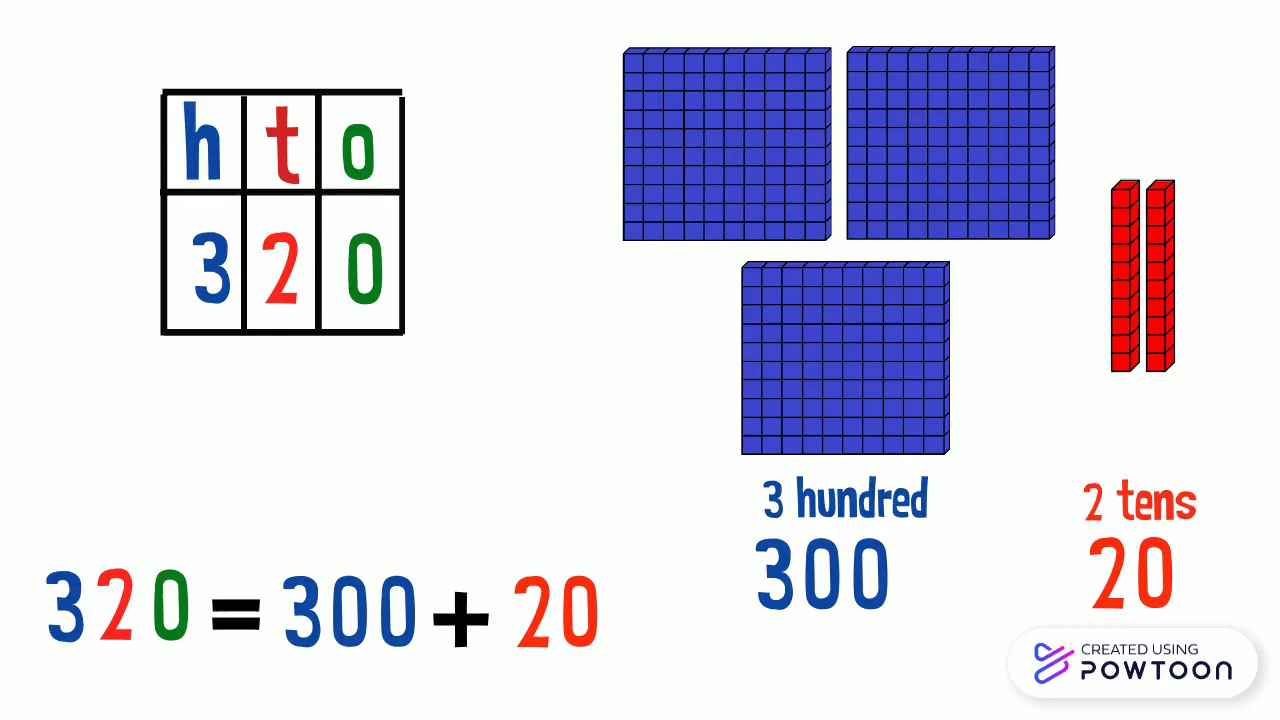 h t o
3 2 0
3 hundred
300
2 tens
20
320 = 300 + 20
CREATED USING
POWTOON